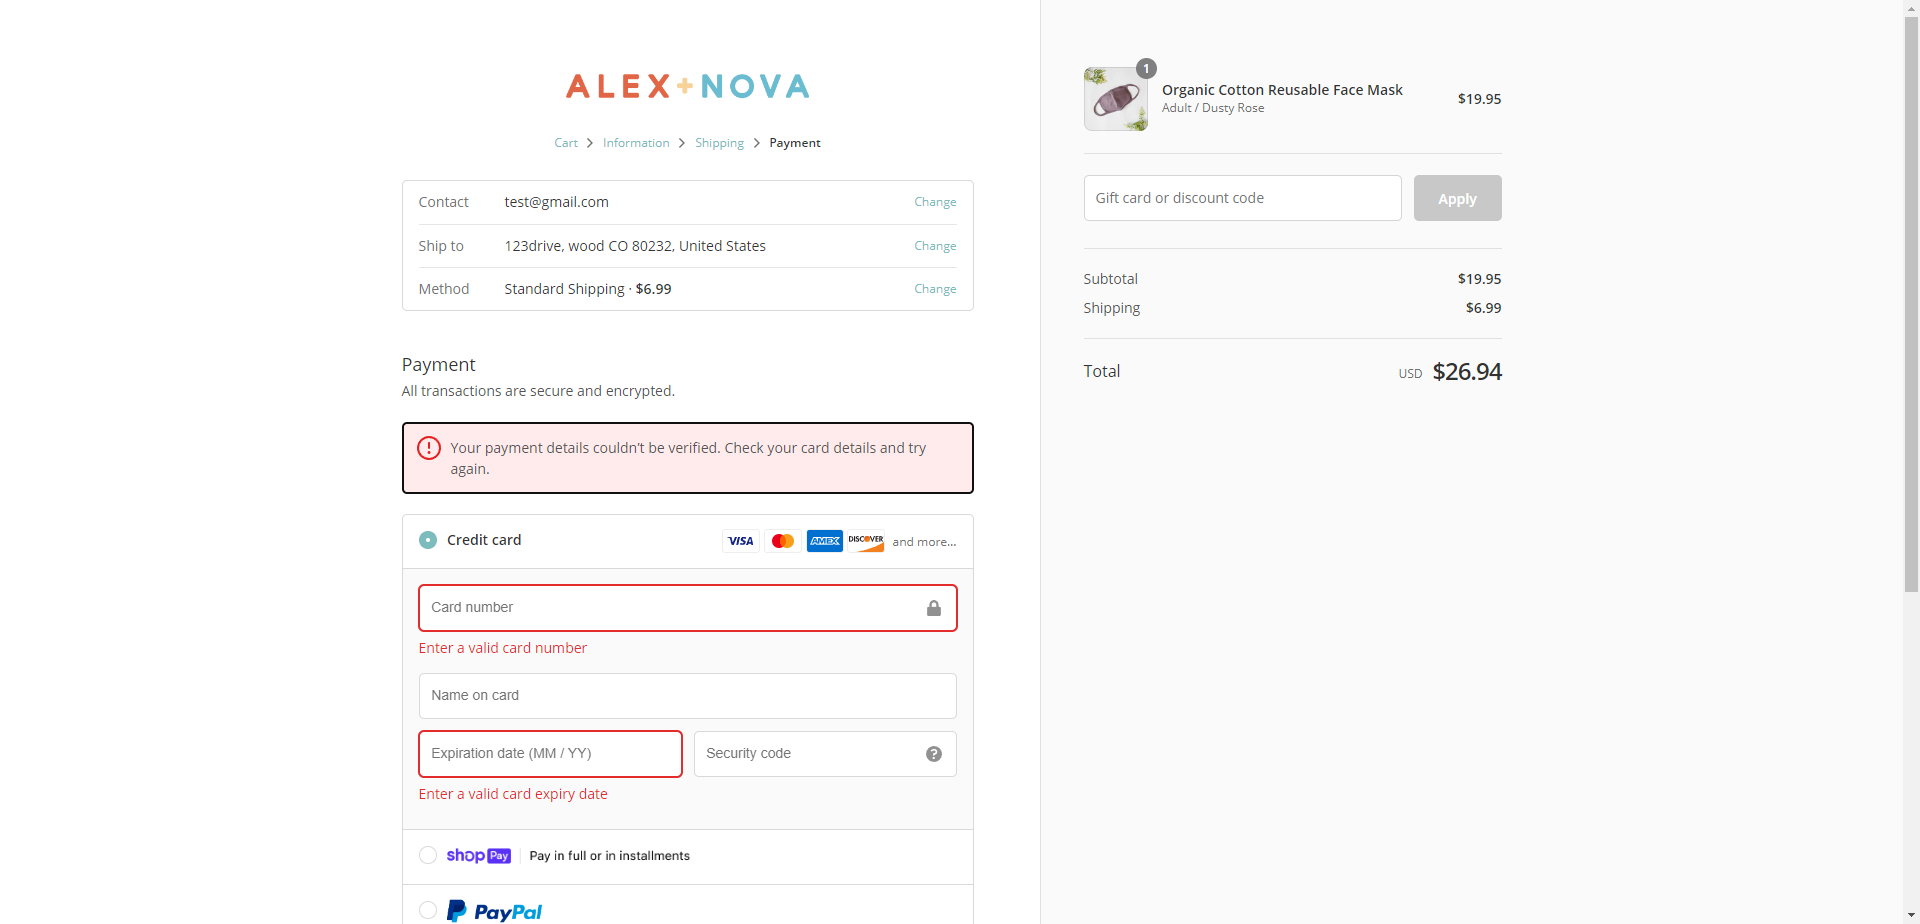 ALEX+NOVA
Cart > Information > Shipping > Payment
Contact test@gmail.com Change
Ship to 123drive, wood CO 80232, United States Change
Method Standard Shipping · $6.99 Change
Payment
All transactions are secure and encrypted.
Your payment details couldn’t be verified. Check your card details and try
again.
Credit card VISA AMEX DISCOVER and more...
Card number
Enter a valid card number
Name on card
Expiration date (MM / YY) Security code ?
Enter a valid card expiry date
shop Pay Pay in full or in installments
PayPal
1
Organic Cotton Reusable Face Mask
Adult / Dusty Rose
$19.95
Gift card or discount code Apply
Subtotal $19.95
Shipping $6.99
Total USD $26.94